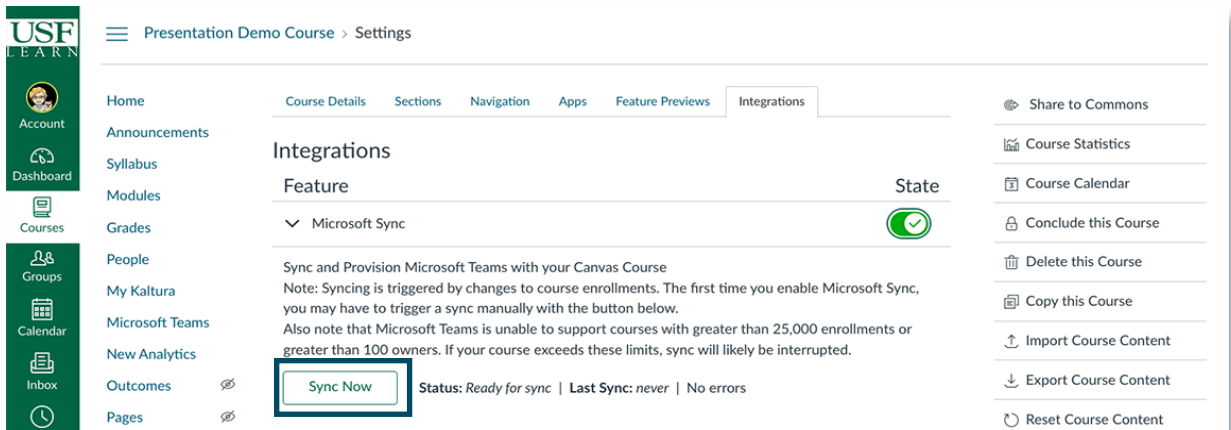 USF
LEARN
Account
Dashboard
Courses
Groups
Calendar
Inbox
Presentation Demo Course > Settings
Home
Announcements
Syllabus
Modules
Grades
People
My Kaltura
Microsoft Teams
New Analytics
Outcomes
Pages
Course Details Sections Navigation Apps Feature Previews Integrations
Integrations
Feature State
Microsoft Sync
Sync and Provision Microsoft Teams with your Canvas Course
Note: Syncing is triggered by changes to course enrollments. The first time you enable Microsoft Sync,
you may have to trigger a sync manually with the button below.
Also note that Microsoft Teams is unable to support courses with greater than 25,000 enrollments or
greater than 100 owners. If your course exceeds these limits, sync will likely be interrupted.
Sync Now Status: Ready for sync | Last Sync: never | No errors
Share to Commons
Course Statistics
Course Calendar
Conclude this Course
Delete this Course
Copy this Course
Import Course Content
Export Course Content
Reset Course Content